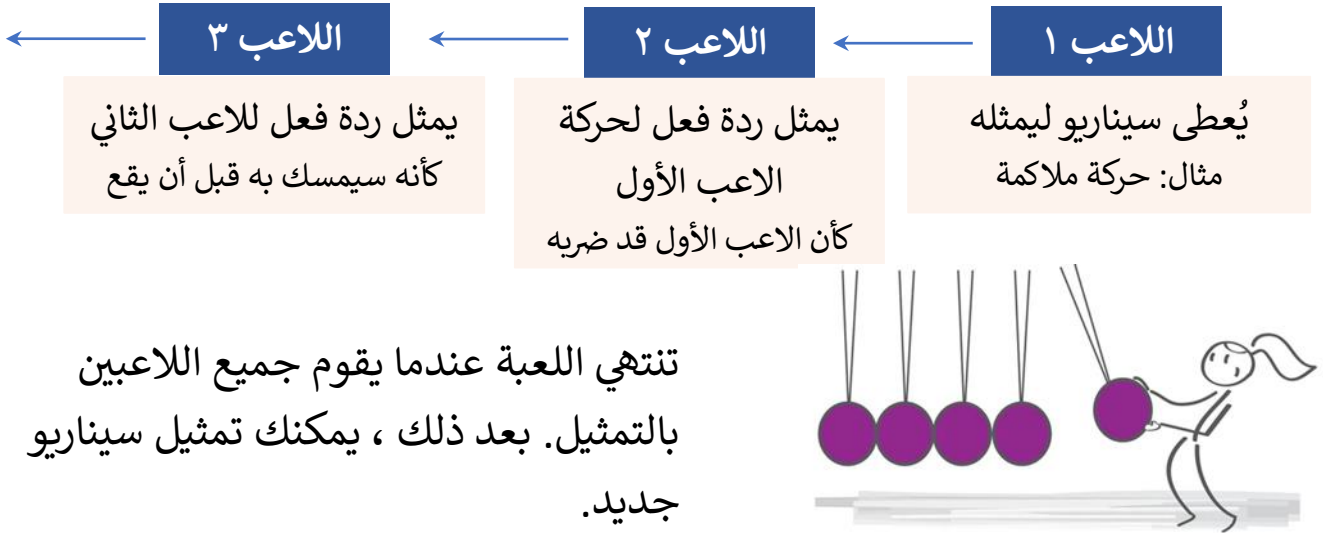 اللاعب ١
يُعطى سيناريو ليمثله
مثال: حركة ملاكمة
اللاعب ٢
يمثل ردة فعل لحركة
الاعب الأول
كأن الاعب الأول قد ضربه
اللاعب ٣
يمثل ردة فعل للاعب الثاني
كأنه سيمسك به قبل أن يقع
تنتهي اللعبة عندما يقوم جميع اللاعبين
بالتمثيل. بعد ذلك ، يمكنك تمثيل سيناريو
جديد.